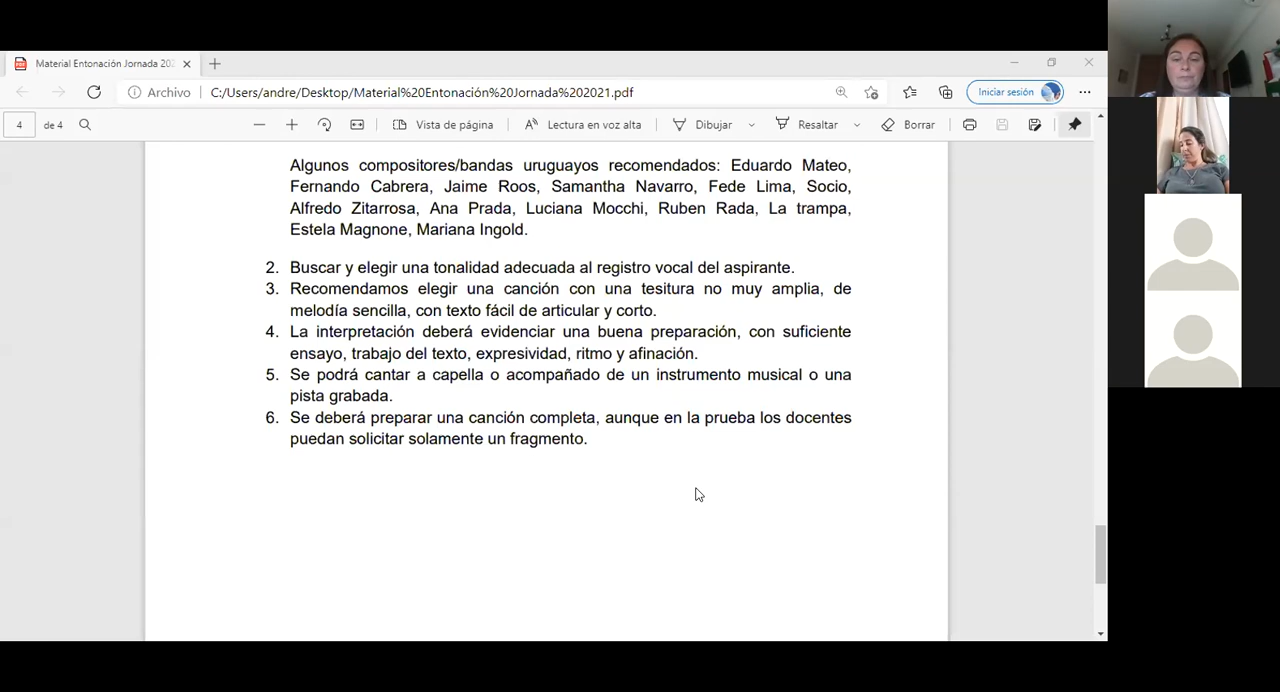 Material Entonación Jornada 202
Archivo
C:/Users/andre/Desktop/Material%20Entonación%20Jornada%202021.pdf
Iniciar sesión
4 de 4
Vista de página
Lectura en voz alta
Dibujar
Resaltar
Borrar
Algunos compositores/bandas uruguayos recomendados: Eduardo Mateo,
Fernando Cabrera, Jaime Roos, Samantha Navarro, Fede Lima, Socio,
Alfredo Zitarrosa, Ana Prada, Luciana Mocchi, Ruben Rada, La trampa,
Estela Magnone, Mariana Ingold.
2. Buscar y elegir una tonalidad adecuada al registro vocal del aspirante.
3. Recomendamos elegir una canción con una tesitura no muy amplia, de
melodía sencilla, con texto fácil de articular y corto.
4. La interpretación deberá evidenciar una buena preparación, con suficiente
ensayo, trabajo del texto, expresividad, ritmo y afinación.
5. Se podrá cantar a capella o acompañado de un instrumento musical o una
pista grabada.
6. Se deberá preparar una canción completa, aunque en la prueba los docentes
puedan solicitar solamente un fragmento.